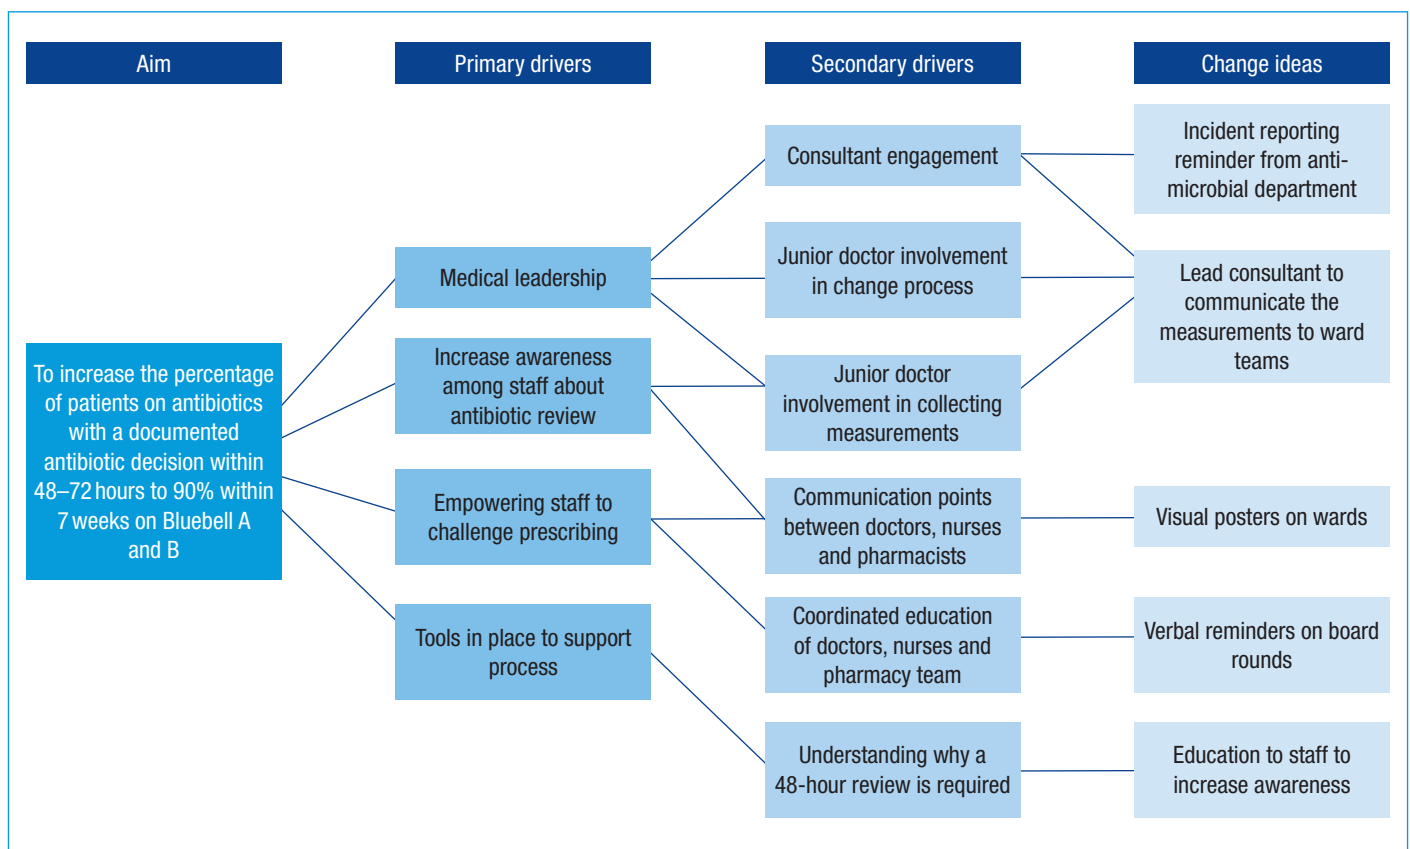 Aim
Primary drivers
Secondary drivers
Change ideas
To increase the percentage
of patients on antibiotics
with a documented
antibiotic decision within
48–72 hours to 90% within
7 weeks on Bluebell A
and B
Medical leadership
Increase awareness
among staff about
antibiotic review
Empowering staff to
challenge prescribing
Tools in place to support
process
Consultant engagement
Junior doctor involvement
in change process
Junior doctor
involvement in collecting
measurements
Communication points
between doctors, nurses
and pharmacists
Coordinated education
of doctors, nurses and
pharmacy team
Understanding why a
48-hour review is required
Incident reporting
reminder from anti-
microbial department
Lead consultant to
communicate the
measurements to ward
teams
Visual posters on wards
Verbal reminders on board
rounds
Education to staff to
increase awareness